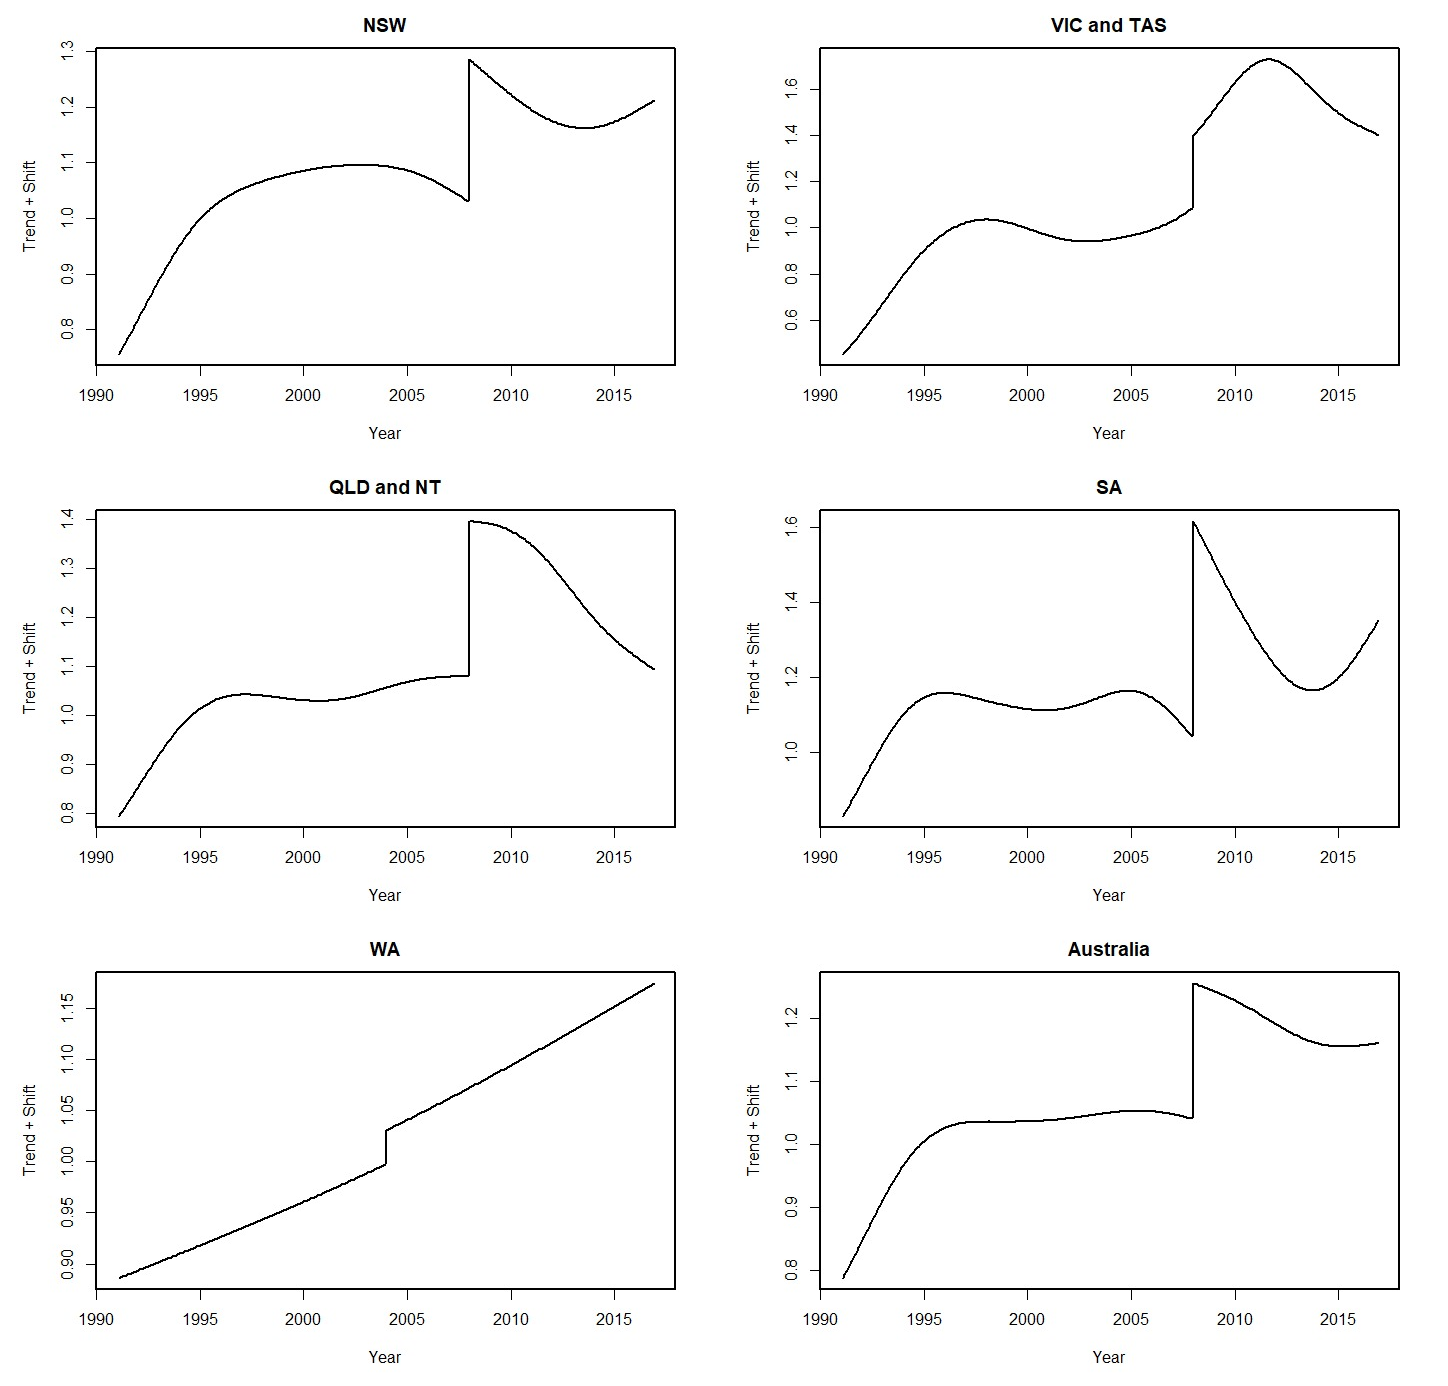 NSW
Trend + Shift
1.3
1.2
1.1
1.0
0.9
0.8
1990 1995 2000 2005 2010 2015
Year
VIC and TAS
Trend + Shift
1.6
1.4
1.2
1.0
0.8
0.6
1990 1995 2000 2005 2010 2015
Year
QLD and NT
Trend + Shift
1.4
1.3
1.2
1.1
1.0
0.9
0.8
1990 1995 2000 2005 2010 2015
Year
SA
Trend + Shift
1.6
1.4
1.2
1.0
1990 1995 2000 2005 2010 2015
Year
WA
Trend + Shift
1.15
1.10
1.05
1.00
0.95
0.90
1990 1995 2000 2005 2010 2015
Year
Australia
Trend + Shift
1.2
1.1
1.0
0.9
0.8
1990 1995 2000 2005 2010 2015
Year